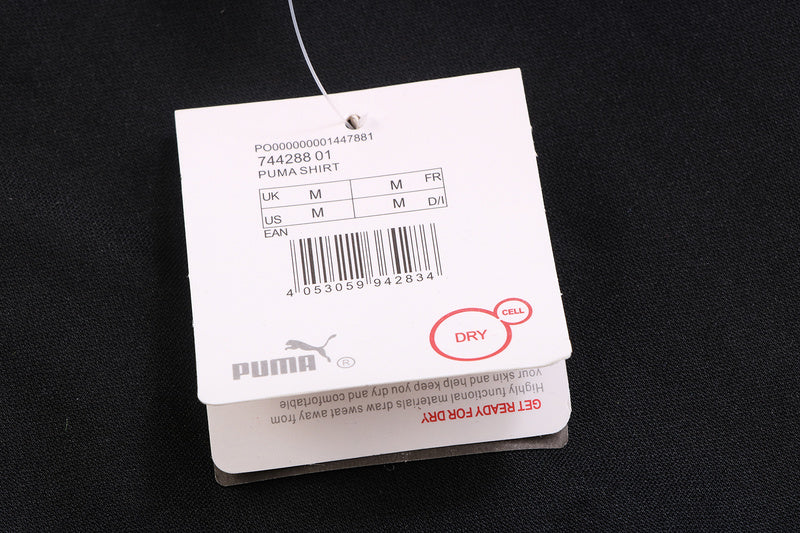 PO000000001447881
744288 01
PUMA SHIRT
UK M M FR
US M M D/I
EAN
4 053059 942834
DRY CELL
PUMA ®
GET READY FOR DRY
Highly functional materials draw sweat away from
your skin and help keep you dry and comfortable